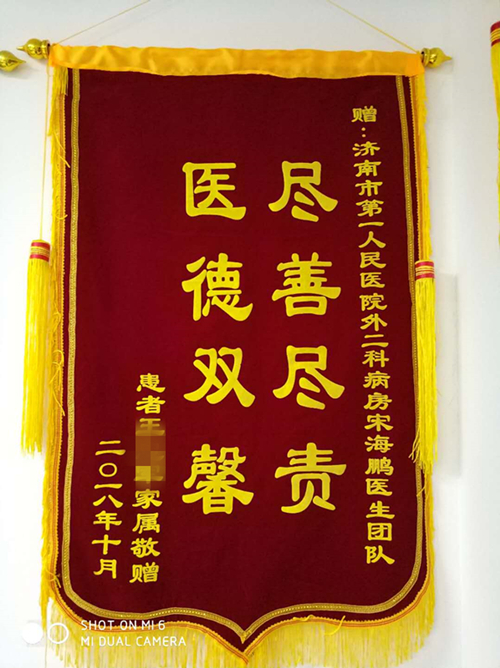 赠：济南市第一人民医院外二科病房宋海鹏医生团队
尽善尽责
医德双馨
患者王 家属敬赠
二〇一八年十月
SHOT ON MI 6
MI DUAL CAMERA